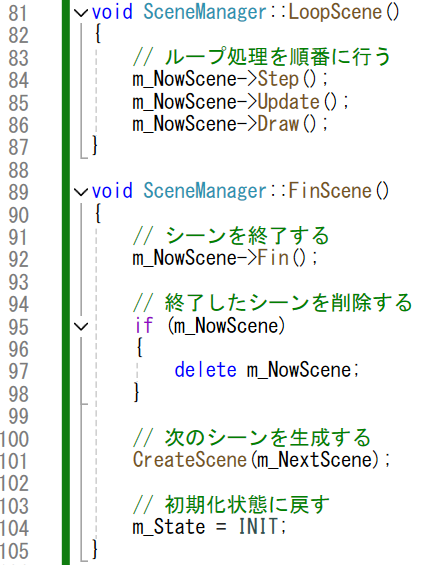 81 void SceneManager::LoopScene()
82 {
83 // ループ処理を順番に行う
84 m_NowScene->Step();
85 m_NowScene->Update();
86 m_NowScene->Draw();
87 }
88
89 void SceneManager::FinScene()
90 {
91 // シーンを終了する
92 m_NowScene->Fin();
93
94 // 終了したシーンを削除する
95 if (m_NowScene)
96 {
97 delete m_NowScene;
98 }
99
100 // 次のシーンを生成する
101 CreateScene(m_NextScene);
102
103 // 初期化状態に戻す
104 m_State = INIT;
105 }